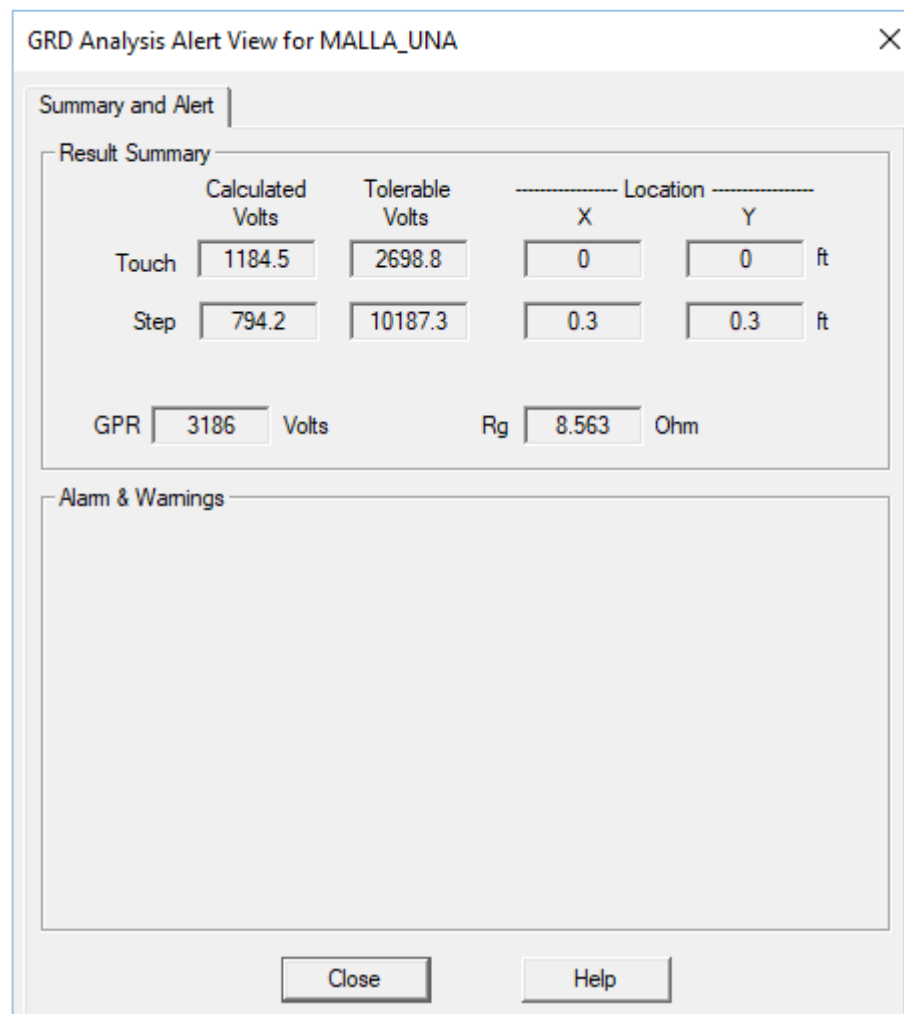 GRD Analysis Alert View for MALLA_UNA
Summary and Alert
Result Summary
Calculated Volts Tolerable Volts ----------------- Location -----------------
X Y
Touch 1184.5 2698.8 0 0 ft
Step 794.2 10187.3 0.3 0.3 ft
GPR 3186 Volts Rg 8.563 Ohm
Alarm & Warnings
Close Help